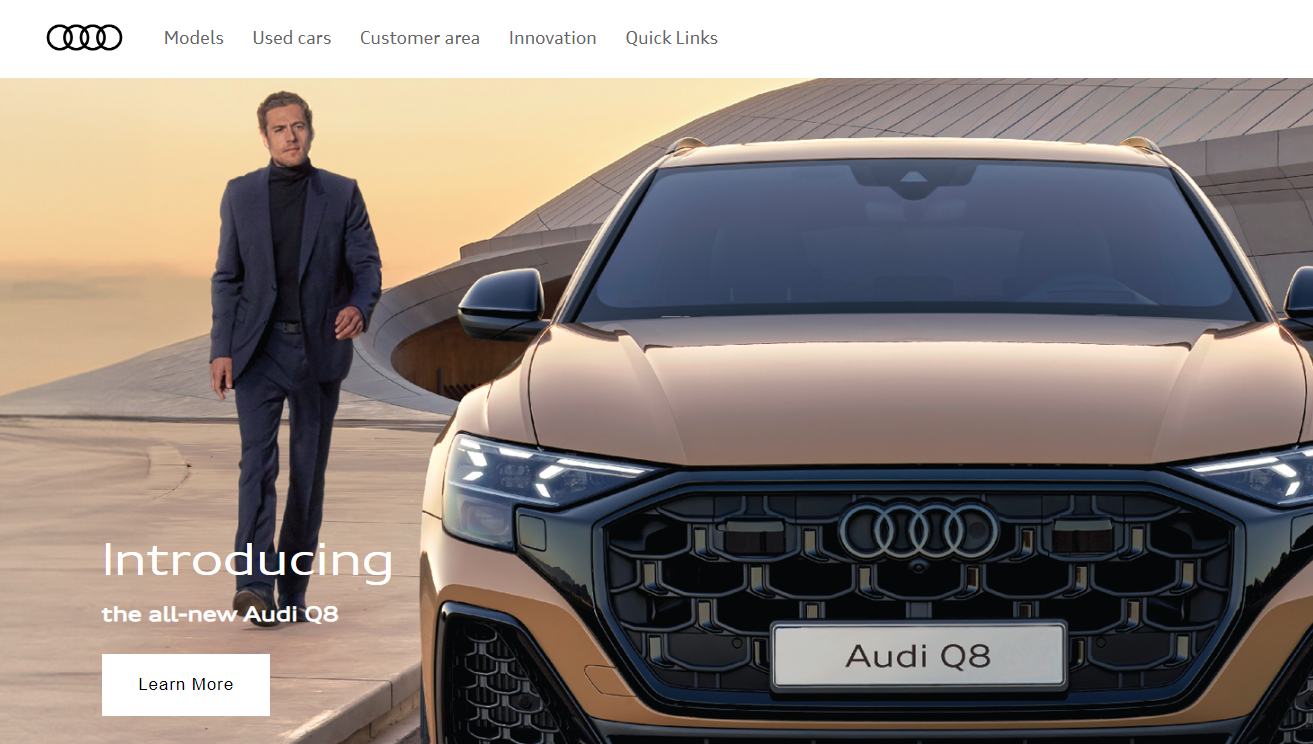 Models Used cars Customer area Innovation Quick Links
Introducing
the all-new Audi Q8
Learn More
Audi Q8